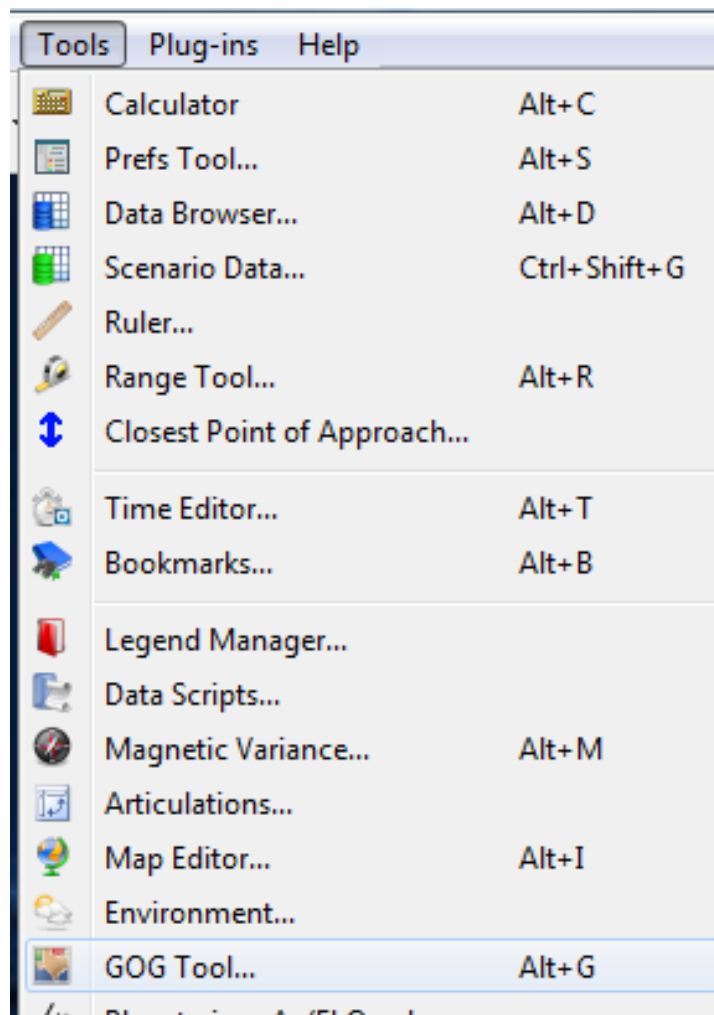 Tools Plug-ins Help
Calculator Alt+C
Prefs Tool... Alt+S
Data Browser... Alt+D
Scenario Data... Ctrl+Shift+G
Ruler...
Range Tool... Alt+R
Closest Point of Approach...
Time Editor... Alt+T
Bookmarks... Alt+B
Legend Manager...
Data Scripts...
Magnetic Variance... Alt+M
Articulations...
Map Editor... Alt+I
Environment...
GOG Tool... Alt+G